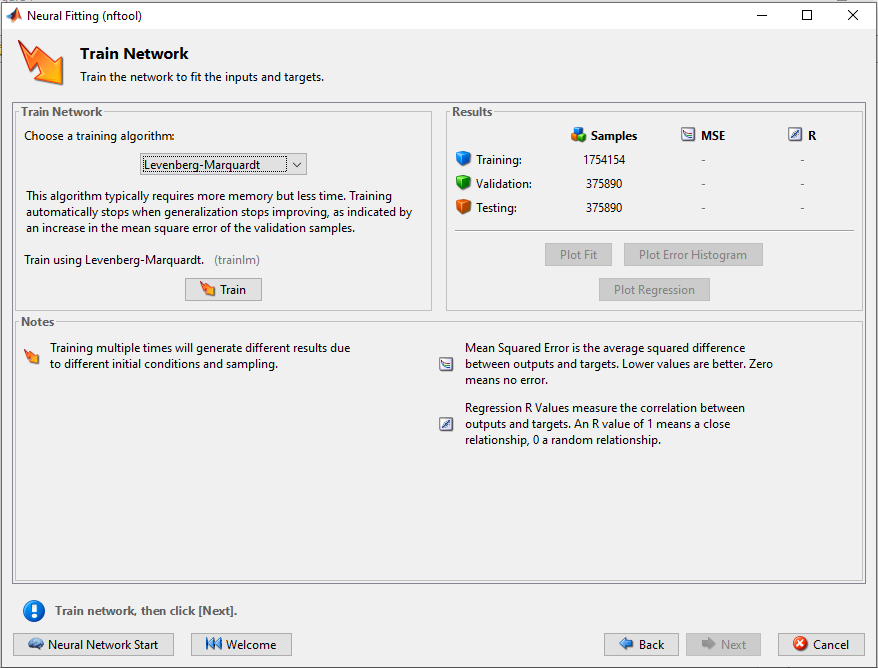 Neural Fitting (nftool)
Train Network
Train the network to fit the inputs and targets.
Train Network
Choose a training algorithm:
Levenberg-Marquardt
This algorithm typically requires more memory but less time. Training
automatically stops when generalization stops improving, as indicated by
an increase in the mean square error of the validation samples.
Train using Levenberg-Marquardt. (trainlm)
Train
Results
Samples MSE R
Training: 1754154 - -
Validation: 375890 - -
Testing: 375890 - -
Plot Fit Plot Error Histogram
Plot Regression
Notes
Training multiple times will generate different results due
to different initial conditions and sampling.
Mean Squared Error is the average squared difference
between outputs and targets. Lower values are better. Zero
means no error.
Regression R Values measure the correlation between
outputs and targets. An R value of 1 means a close
relationship, 0 a random relationship.
Train network, then click [Next].
Neural Network Start Welcome Back Next Cancel